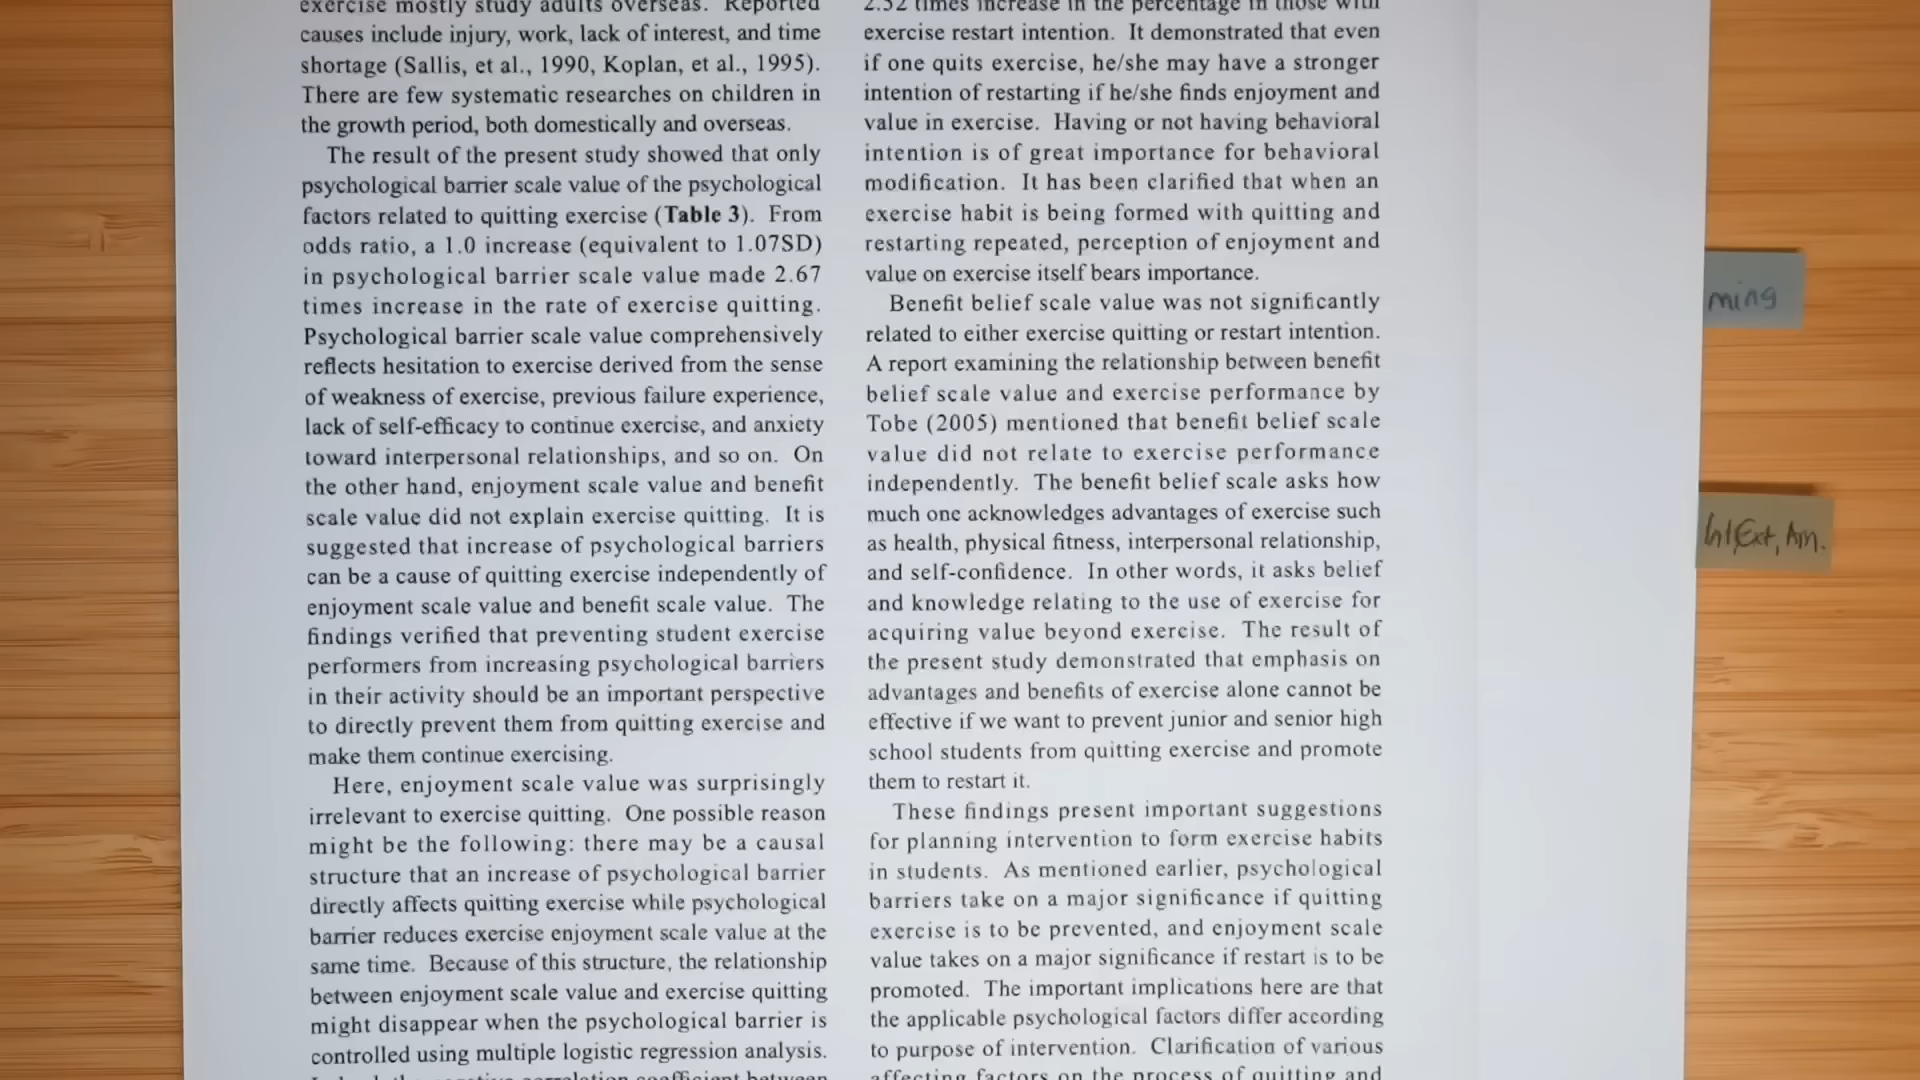 exercise mostly study adults overseas. Reported
causes include injury, work, lack of interest, and time
shortage (Sallis, et al., 1990, Koplan, et al., 1995).
There are few systematic researches on children in
the growth period, both domestically and overseas.
The result of the present study showed that only
psychological barrier scale value of the psychological
factors related to quitting exercise (Table 3). From
odds ratio, a 1.0 increase (equivalent to 1.07SD)
in psychological barrier scale value made 2.67
times increase in the rate of exercise quitting.
Psychological barrier scale value comprehensively
reflects hesitation to exercise derived from the sense
of weakness of exercise, previous failure experience,
lack of self-efficacy to continue exercise, and anxiety
toward interpersonal relationships, and so on. On
the other hand, enjoyment scale value and benefit
scale value did not explain exercise quitting. It is
suggested that increase of psychological barriers
can be a cause of quitting exercise independently of
enjoyment scale value and benefit scale value. The
findings verified that preventing student exercise
performers from increasing psychological barriers
in their activity should be an important perspective
to directly prevent them from quitting exercise and
make them continue exercising.
Here, enjoyment scale value was surprisingly
irrelevant to exercise quitting. One possible reason
might be the following: there may be a causal
structure that an increase of psychological barrier
directly affects quitting exercise while psychological
barrier reduces exercise enjoyment scale value at the
same time. Because of this structure, the relationship
between enjoyment scale value and exercise quitting
might disappear when the psychological barrier is
controlled using multiple logistic regression analysis.
2.52 times increase in the percentage in those with
exercise restart intention. It demonstrated that even
if one quits exercise, he/she may have a stronger
intention of restarting if he/she finds enjoyment and
value in exercise. Having or not having behavioral
intention is of great importance for behavioral
modification. It has been clarified that when an
exercise habit is being formed with quitting and
restarting repeated, perception of enjoyment and
value on exercise itself bears importance.
Benefit belief scale value was not significantly
related to either exercise quitting or restart intention.
A report examining the relationship between benefit
belief scale value and exercise performance by
Tobe (2005) mentioned that benefit belief scale
value did not relate to exercise performance
independently. The benefit belief scale asks how
much one acknowledges advantages of exercise such
as health, physical fitness, interpersonal relationship,
and self-confidence. In other words, it asks belief
and knowledge relating to the use of exercise for
acquiring value beyond exercise. The result of
the present study demonstrated that emphasis on
advantages and benefits of exercise alone cannot be
effective if we want to prevent junior and senior high
school students from quitting exercise and promote
them to restart it.
These findings present important suggestions
for planning intervention to form exercise habits
in students. As mentioned earlier, psychological
barriers take on a major significance if quitting
exercise is to be prevented, and enjoyment scale
value takes on a major significance if restart is to be
promoted. The important implications here are that
the applicable psychological factors differ according
to purpose of intervention. Clarification of various
affecting factors on the process of quitting and
ming
Int,Ext, Am.